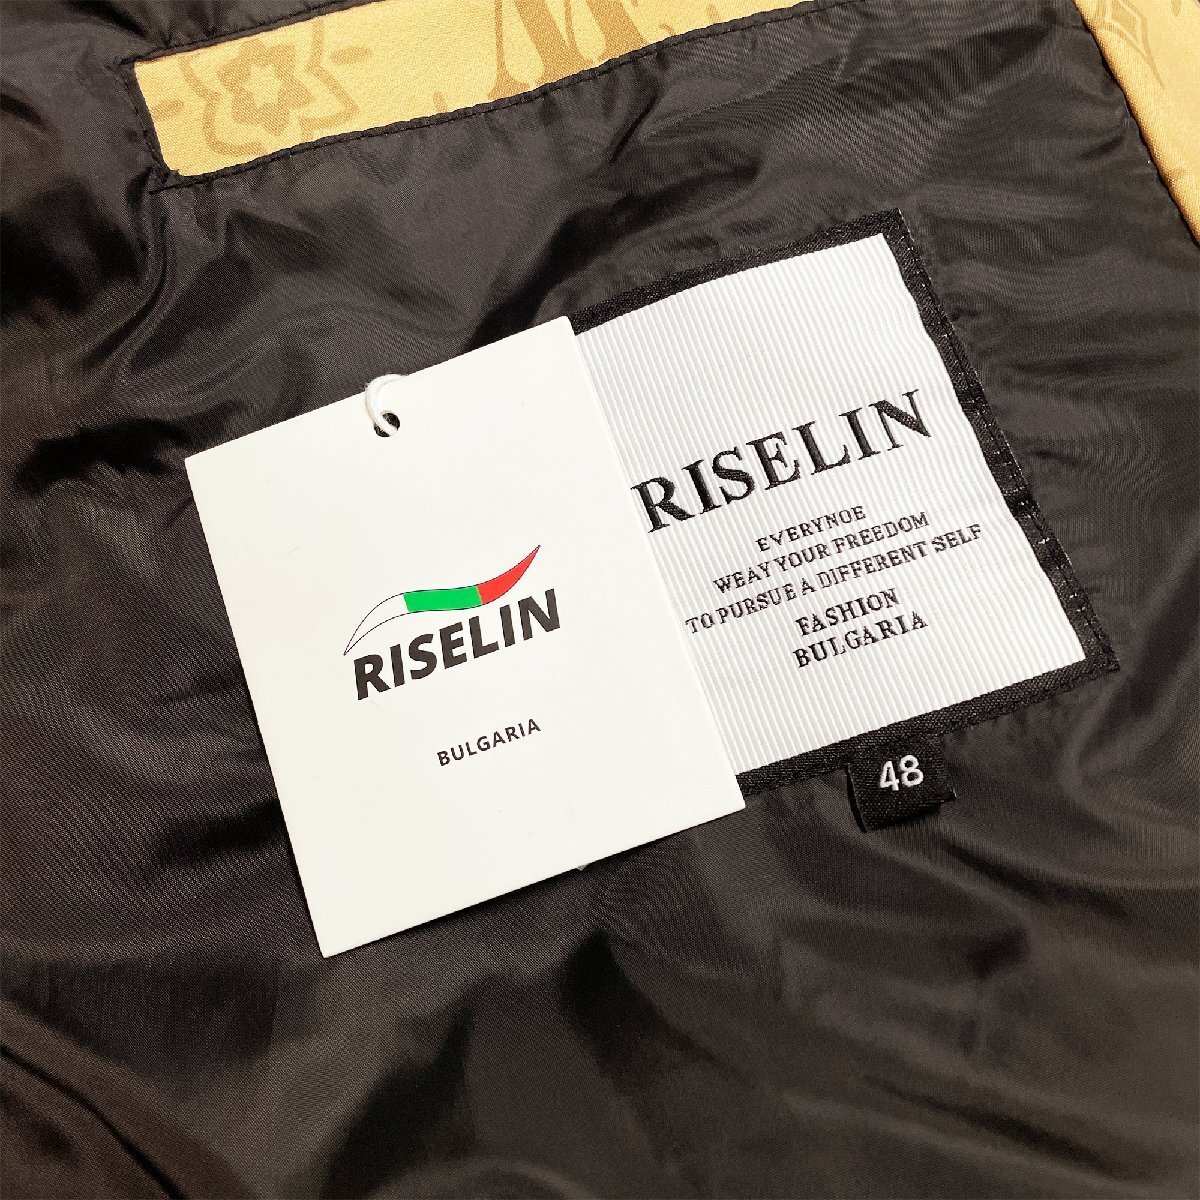 RISELIN
BULGARIA
RISELIN
EVERYNOE
WEAY YOUR FREEDOM
TO PURSUE A DIFFERENT SELF
FASHION
BULGARIA
48